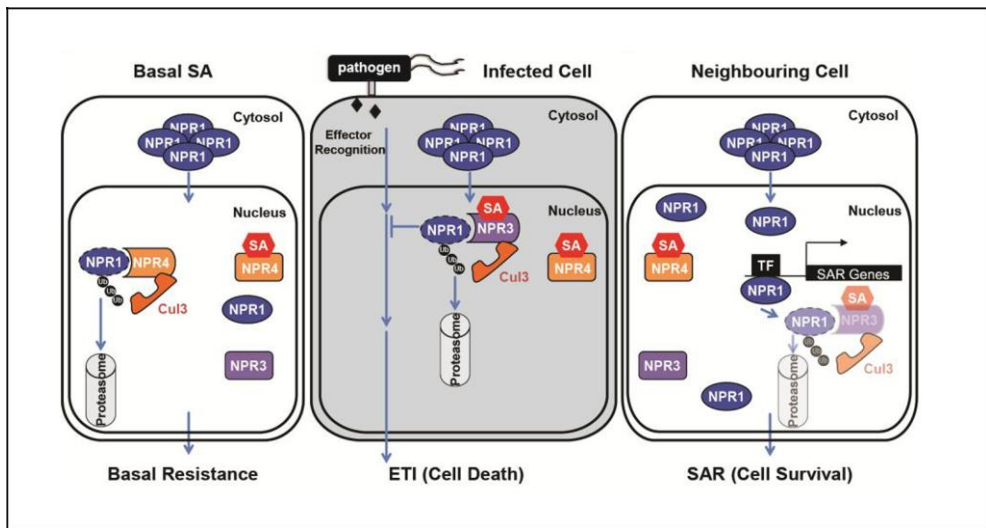 Basal SA
Cytosol
NPR1
NPR1 NPR1
NPR1
Nucleus
NPR1 NPR4
Ub
Ub
Ub
Cul3
SA
NPR4
NPR1
NPR3
Proteasome
Basal Resistance
pathogen
Infected Cell
Effector
Recognition
Cytosol
NPR1
NPR1 NPR1
NPR1
Nucleus
SA
NPR1 NPR3
Ub
Ub
Ub
Cul3
SA
NPR4
Proteasome
ETI (Cell Death)
Neighbouring Cell
Cytosol
NPR1
NPR1 NPR1
NPR1
Nucleus
NPR1
NPR1
SA
NPR4
TF
NPR1
SAR Genes
SA
NPR1 NPR3
Cul3
NPR3
NPR1
Proteasome
SAR (Cell Survival)